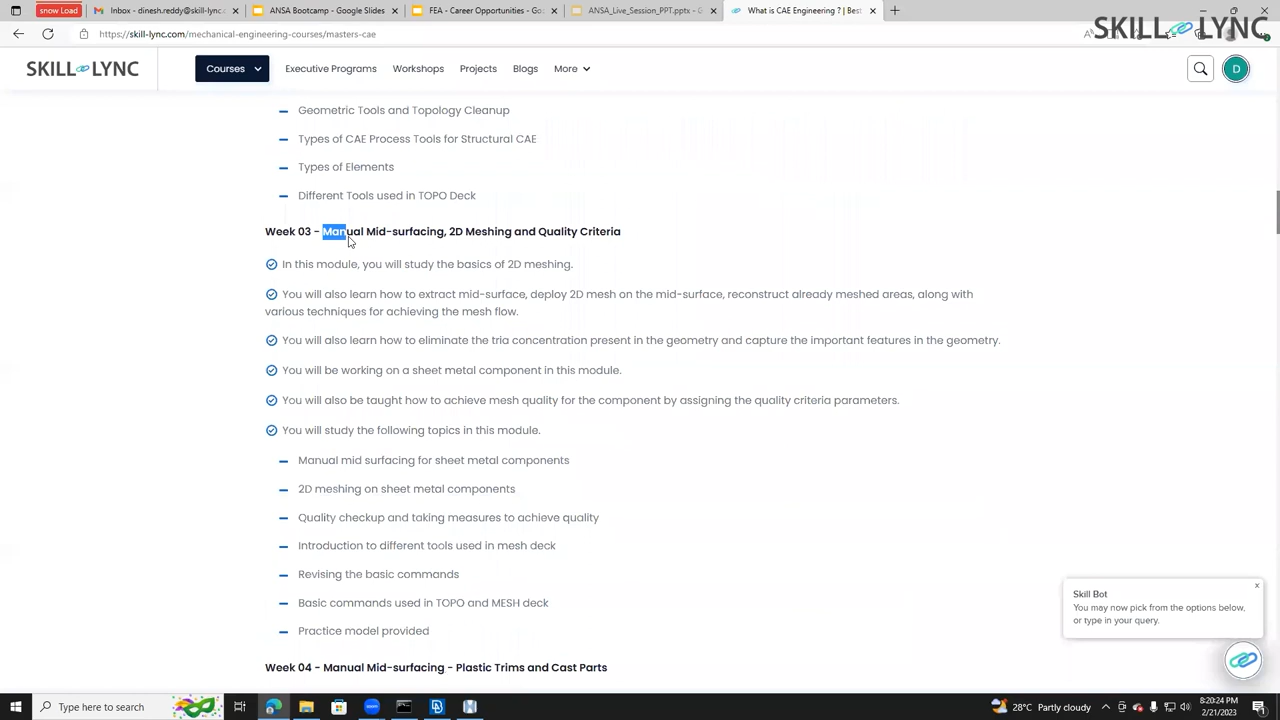 snow Load
Inbox - dinesh.reddy@skill-lync.
ANSA Bootcamp - Google Slides
FEA - Career Opportunities - Go
ANSA_Live_Session_PPT.pptx - G
What is CAE Engineering ? | Best
https://skill-lync.com/mechanical-engineering-courses/masters-cae
SKILL LYNC
SKILL LYNC
Courses
Executive Programs
Workshops
Projects
Blogs
More
D
Geometric Tools and Topology Cleanup
Types of CAE Process Tools for Structural CAE
Types of Elements
Different Tools used in TOPO Deck
Week 03 - Manual Mid-surfacing, 2D Meshing and Quality Criteria
In this module, you will study the basics of 2D meshing.
You will also learn how to extract mid-surface, deploy 2D mesh on the mid-surface, reconstruct already meshed areas, along with
various techniques for achieving the mesh flow.
You will also learn how to eliminate the tria concentration present in the geometry and capture the important features in the geometry.
You will be working on a sheet metal component in this module.
You will also be taught how to achieve mesh quality for the component by assigning the quality criteria parameters.
You will study the following topics in this module.
Manual mid surfacing for sheet metal components
2D meshing on sheet metal components
Quality checkup and taking measures to achieve quality
Introduction to different tools used in mesh deck
Revising the basic commands
Basic commands used in TOPO and MESH deck
Practice model provided
Week 04 - Manual Mid-surfacing - Plastic Trims and Cast Parts
Skill Bot
You may now pick from the options below,
or type in your query.
Type here to search
28°C Partly cloudy
8:20:24 PM
2/21/2023